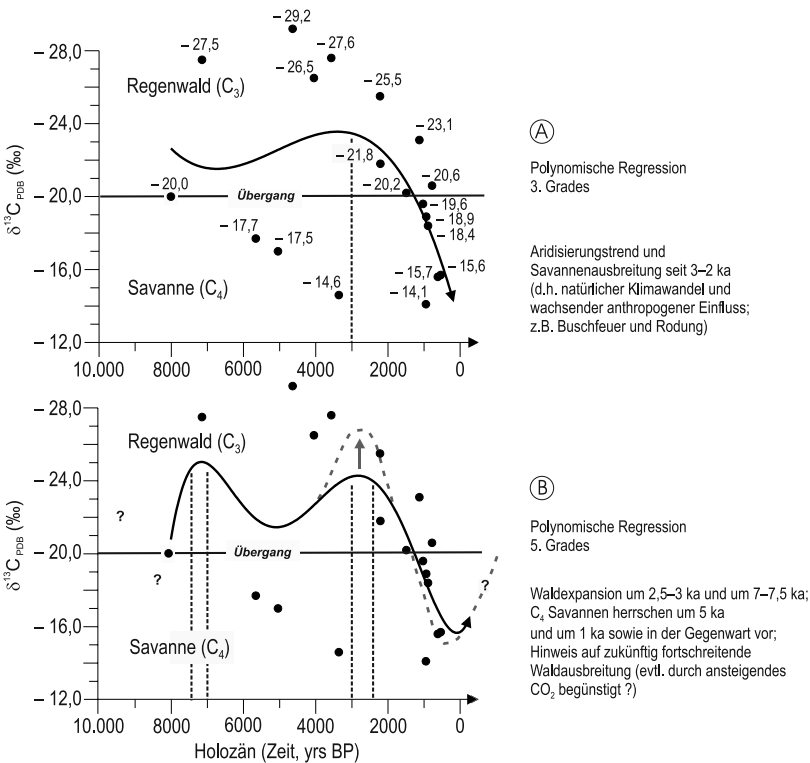 – 29,2
– 28,0
– 27,5
– 27,6
– 26,5
Regenwald (C3)
– 25,5
– 24,0
– 23,1
– 21,8
– 20,6
– 20,2
– 20,0
– 20,0
Übergang
– 19,6
– 18,9
– 18,4
– 17,7
– 17,5
– 16,0
Savanne (C4)
– 15,7
– 15,6
– 14,6
– 14,1
– 12,0
δ13C PDB (‰)
10.000 8000 6000 4000 2000 0
A
Polynomische Regression
3. Grades
Aridisierungstrend und
Savannenausbreitung seit 3–2 ka
(d.h. natürlicher Klimawandel und
wachsender anthropogener Einfluss;
z.B. Buschfeuer und Rodung)
– 28,0
Regenwald (C3)
– 24,0
?
– 20,0
Übergang
?
?
– 16,0
Savanne (C4)
– 12,0
δ13C PDB (‰)
10.000 8000 6000 4000 2000 0
Holozän (Zeit, yrs BP)
B
Polynomische Regression
5. Grades
Waldexpansion um 2,5–3 ka und um 7–7,5 ka;
C4 Savannen herrschen um 5 ka
und um 1 ka sowie in der Gegenwart vor;
Hinweis auf zukünftig fortschreitende
Waldausbreitung (evtl. durch ansteigendes
CO2 begünstigt ?)